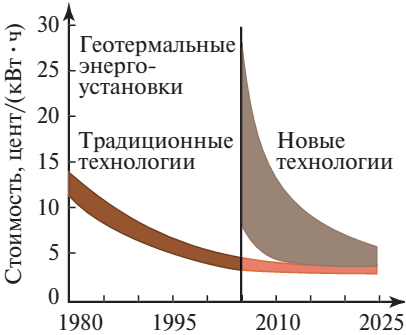 Стоимость, цент/(кВт · ч)
30
25
20
15
10
5
0
Геотермальные
энерго-
установки
Традиционные
технологии
Новые
технологии
1980
1995
2010
2025